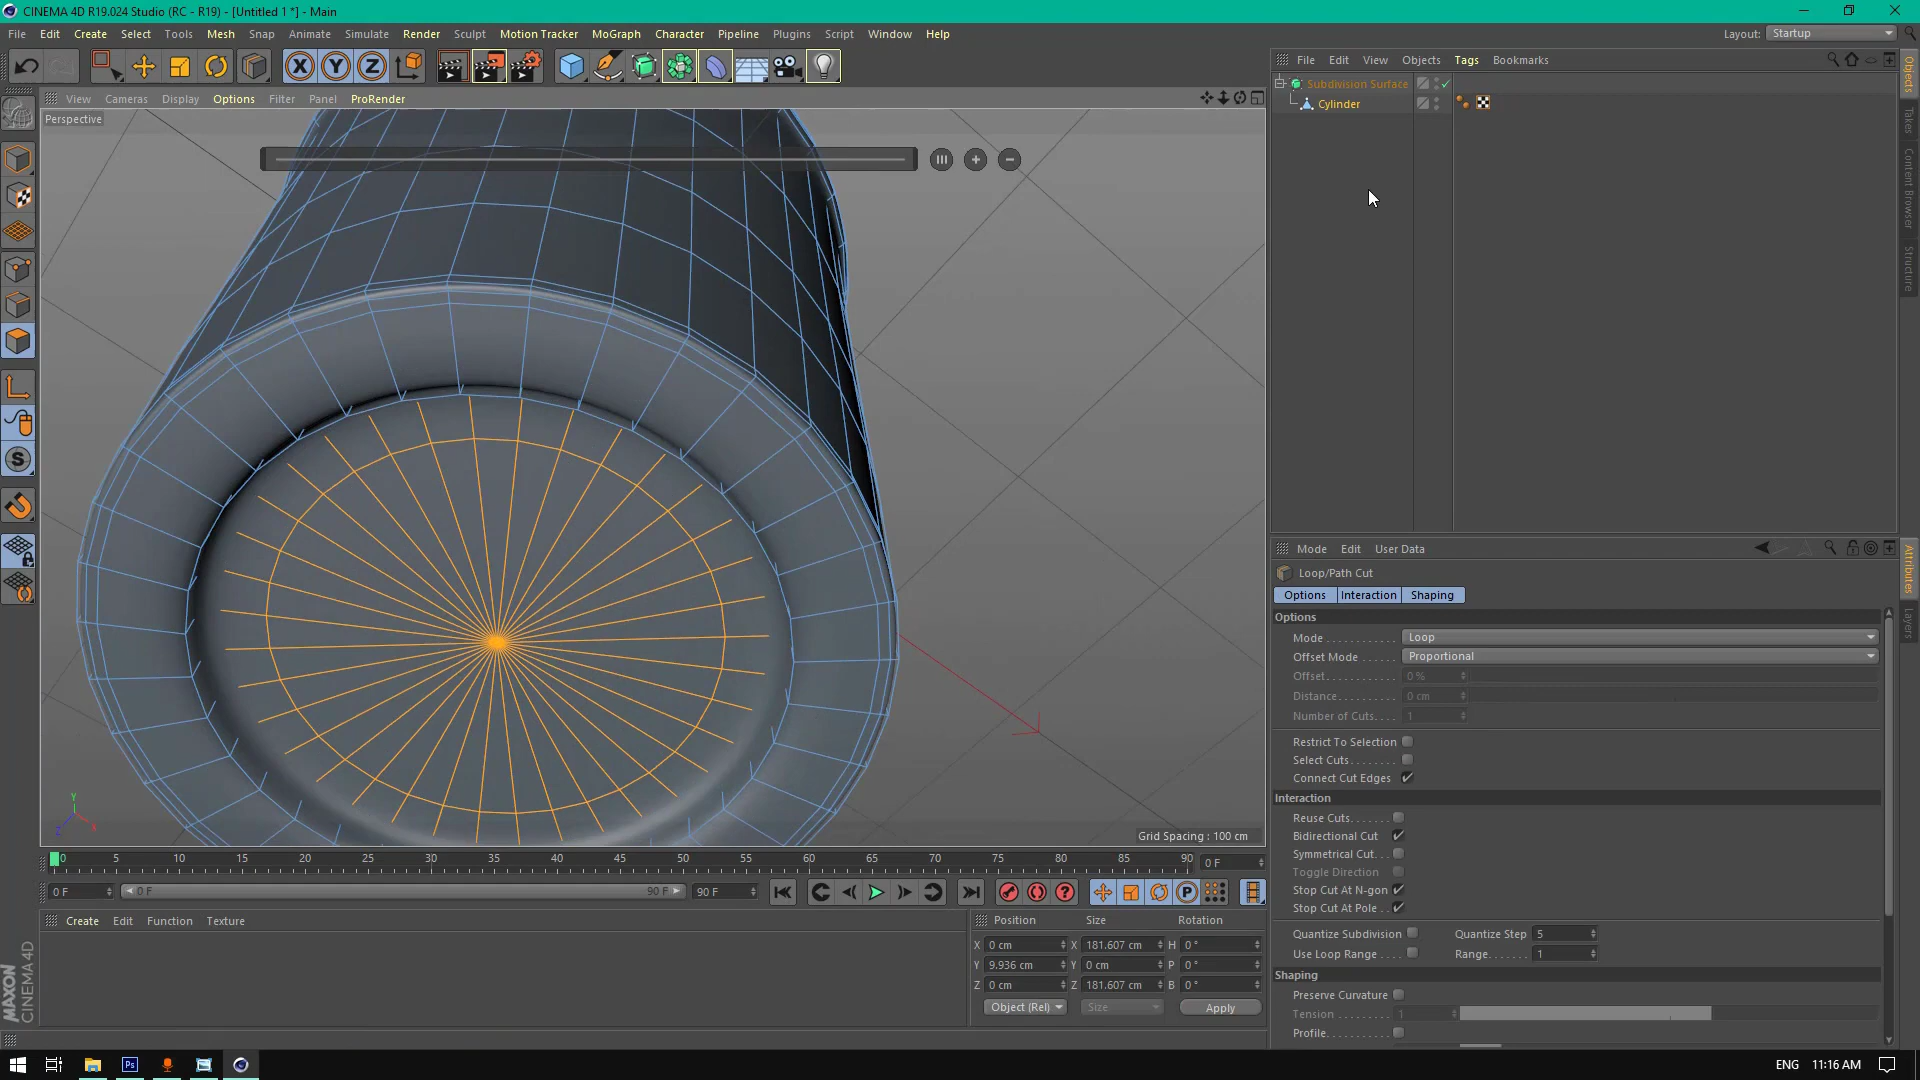 CINEMA 4D R19.024 Studio (RC - R19) - [Untitled 1 *] - Main
File Edit Create Select Tools Mesh Snap Animate Simulate Render Sculpt Motion Tracker MoGraph Character Pipeline Plugins Script Window Help
Layout: Startup
File Edit View Objects Tags Bookmarks
View Cameras Display Options Filter Panel ProRender
Perspective
Subdivision Surface
Cylinder
Objects
Takes
Content Browser
Structure
Mode Edit User Data
Attributes
Layers
Loop/Path Cut
Options Interaction Shaping
Options
Mode Loop
Offset Mode Proportional
Offset 0 %
Distance 0 cm
Number of Cuts 1
Restrict To Selection
Select Cuts
Connect Cut Edges
Interaction
Reuse Cuts
Bidirectional Cut
Symmetrical Cut
Toggle Direction
Stop Cut At N-gon
Stop Cut At Pole
Quantize Subdivision Quantize Step 5
Use Loop Range Range 1
Shaping
Preserve Curvature
Tension 1
Profile
Grid Spacing : 100 cm
Y
Z
X
0 5 10 15 20 25 30 35 40 45 50 55 60 65 70 75 80 85 90 0 F
0 F 0 F 90 F 90 F
Create Edit Function Texture
Position Size Rotation
X 0 cm X 181.607 cm H 0 °
Y 9.936 cm Y 0 cm P 0 °
Z 0 cm Z 181.607 cm B 0 °
Object (Rel) Size Apply
MAXON
CINEMA 4D
ENG 11:16 AM